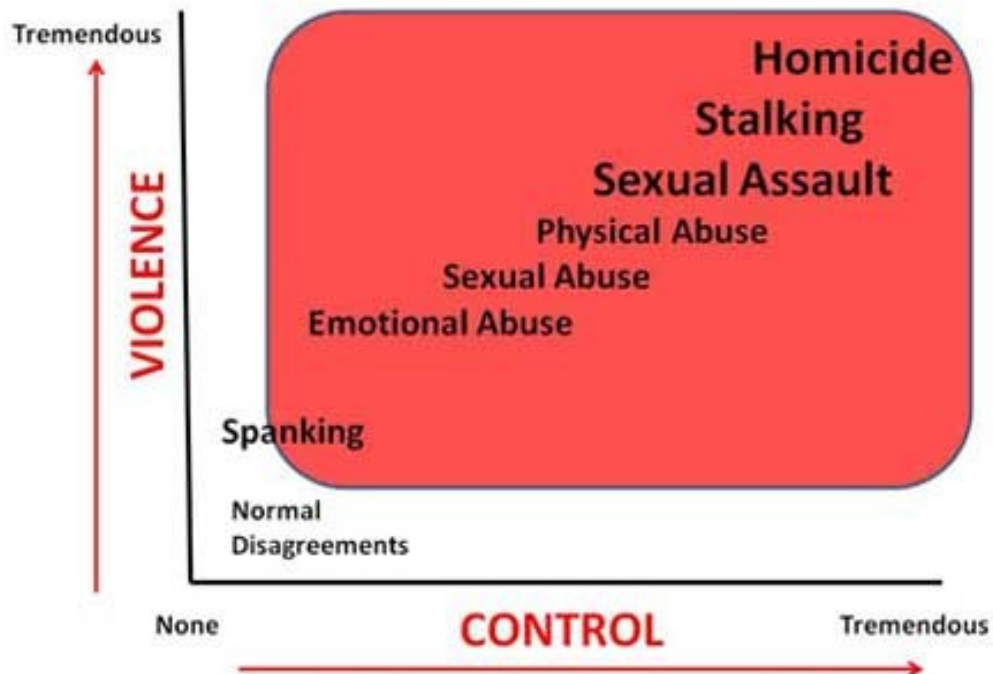 Tremendous
Homicide
Stalking
Sexual Assault
Physical Abuse
Sexual Abuse
Emotional Abuse
VIOLENCE
Spanking
Normal
Disagreements
None
CONTROL
Tremendous